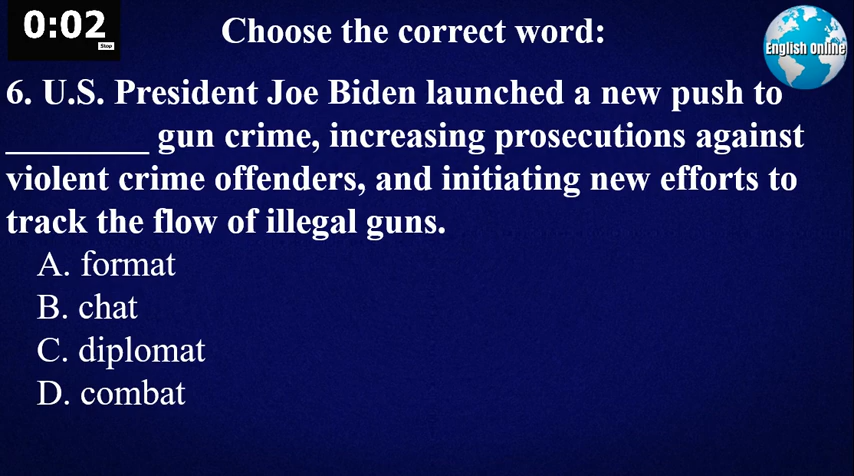 0:02
Stop
Choose the correct word:
English Online
6. U.S. President Joe Biden launched a new push to
________ gun crime, increasing prosecutions against
violent crime offenders, and initiating new efforts to
track the flow of illegal guns.
A. format
B. chat
C. diplomat
D. combat